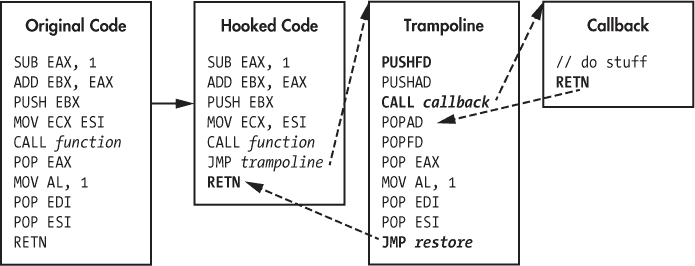 Original Code
SUB EAX, 1
ADD EBX, EAX
PUSH EBX
MOV ECX ESI
CALL function
POP EAX
MOV AL, 1
POP EDI
POP ESI
RETN
Hooked Code
SUB EAX, 1
ADD EBX, EAX
PUSH EBX
MOV ECX, ESI
CALL function
JMP trampoline
RETN
Trampoline
PUSHFD
PUSHAD
CALL callback
POPAD
POPFD
POP EAX
MOV AL, 1
POP EDI
POP ESI
JMP restore
Callback
// do stuff
RETN